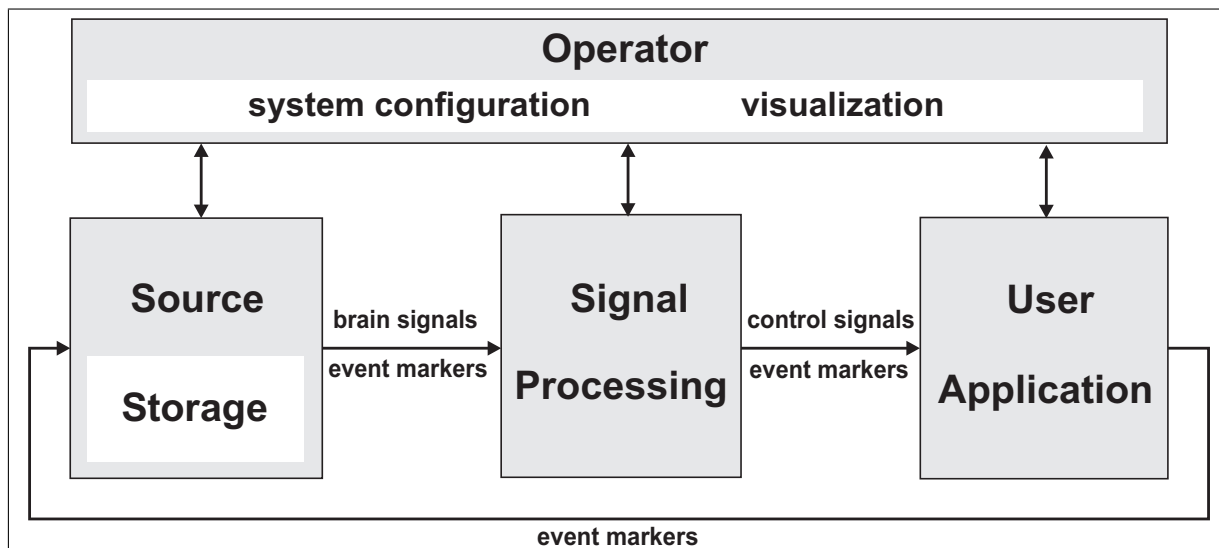 Operator
system configuration visualization
Source
Storage
brain signals
event markers
Signal
Processing
control signals
event markers
User
Application
event markers